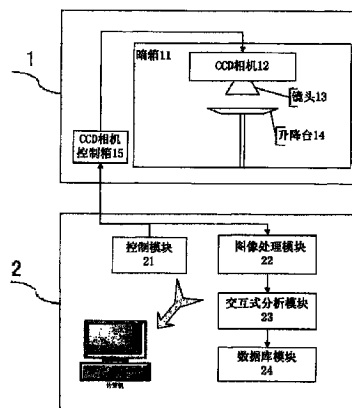 1
暗箱11
CCD相机12
镜头13
升降台14
CCD相机
控制箱15
2
控制模块
21
图像处理模块
22
交互式分析模块
23
数据库模块
24
计算机